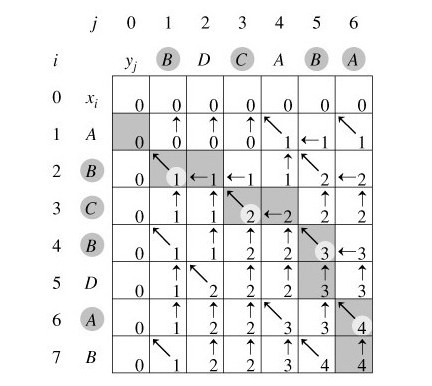 j 0 1 2 3 4 5 6
i y_j B D C A B A
0 x_i 0 0 0 0 0 0 0
1 A 0 ↑0 ↑0 ↑0 ↖1 ←1 ↖1
2 B 0 ↖1 ←1 ←1 ↑1 ↖2 ←2
3 C 0 ↑1 ↑1 ↖2 ←2 ↑2 ↑2
4 B 0 ↖1 ↑1 ↑2 ↑2 ↖3 ←3
5 D 0 ↑1 ↖2 ↑2 ↑2 ↑3 ↑3
6 A 0 ↑1 ↑2 ↑2 ↖3 ↑3 ↖4
7 B 0 ↖1 ↑2 ↑2 ↑3 ↖4 ↑4